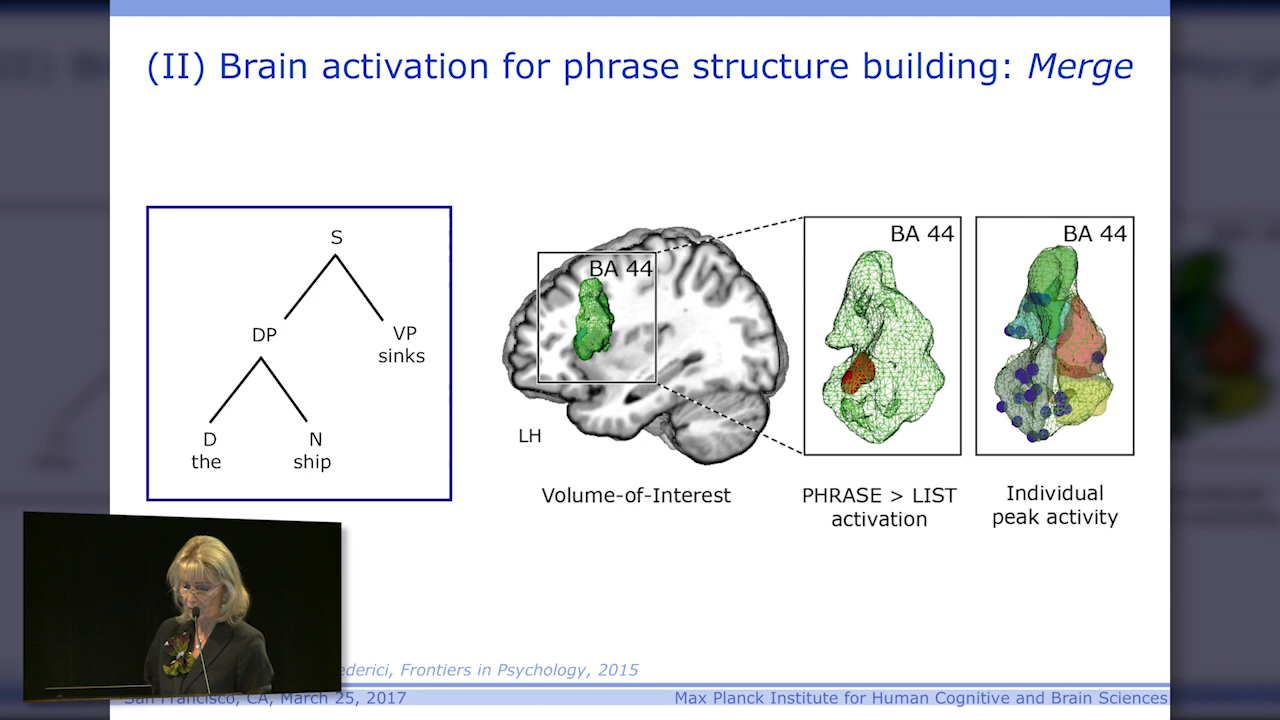 (II) Brain activation for phrase structure building: Merge
S
DP
VP
sinks
D
the
N
ship
BA 44
LH
Volume-of-Interest
BA 44
PHRASE > LIST
activation
BA 44
Individual
peak activity
Frontiers in Psychology, 2015
San Francisco, CA, March 25, 2017
Max Planck Institute for Human Cognitive and Brain Sciences